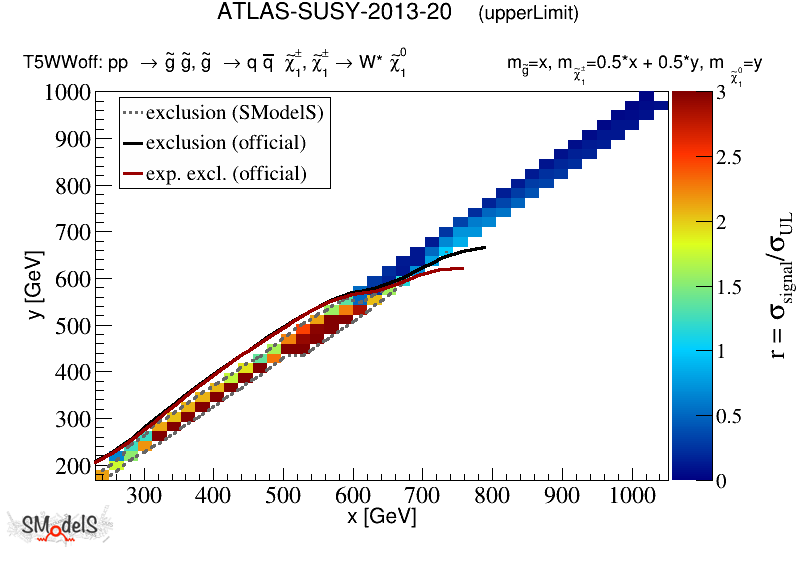 ATLAS-SUSY-2013-20 (upperLimit)
T5WWoff: pp → g̃ g̃, g̃ → q q̅ χ̃₁^±, χ̃₁^± → W* χ̃₁⁰ m_g̃=x, m_χ̃₁^±=0.5*x + 0.5*y, m_χ̃₁⁰=y
exclusion (SModelS)
exclusion (official)
exp. excl. (official)
1000
900
800
700
600
500
400
300
200
y [GeV]
300 400 500 600 700 800 900 1000
x [GeV]
3
2.5
2
1.5
1
0.5
0
r = σ_signal/σ_UL
SModelS